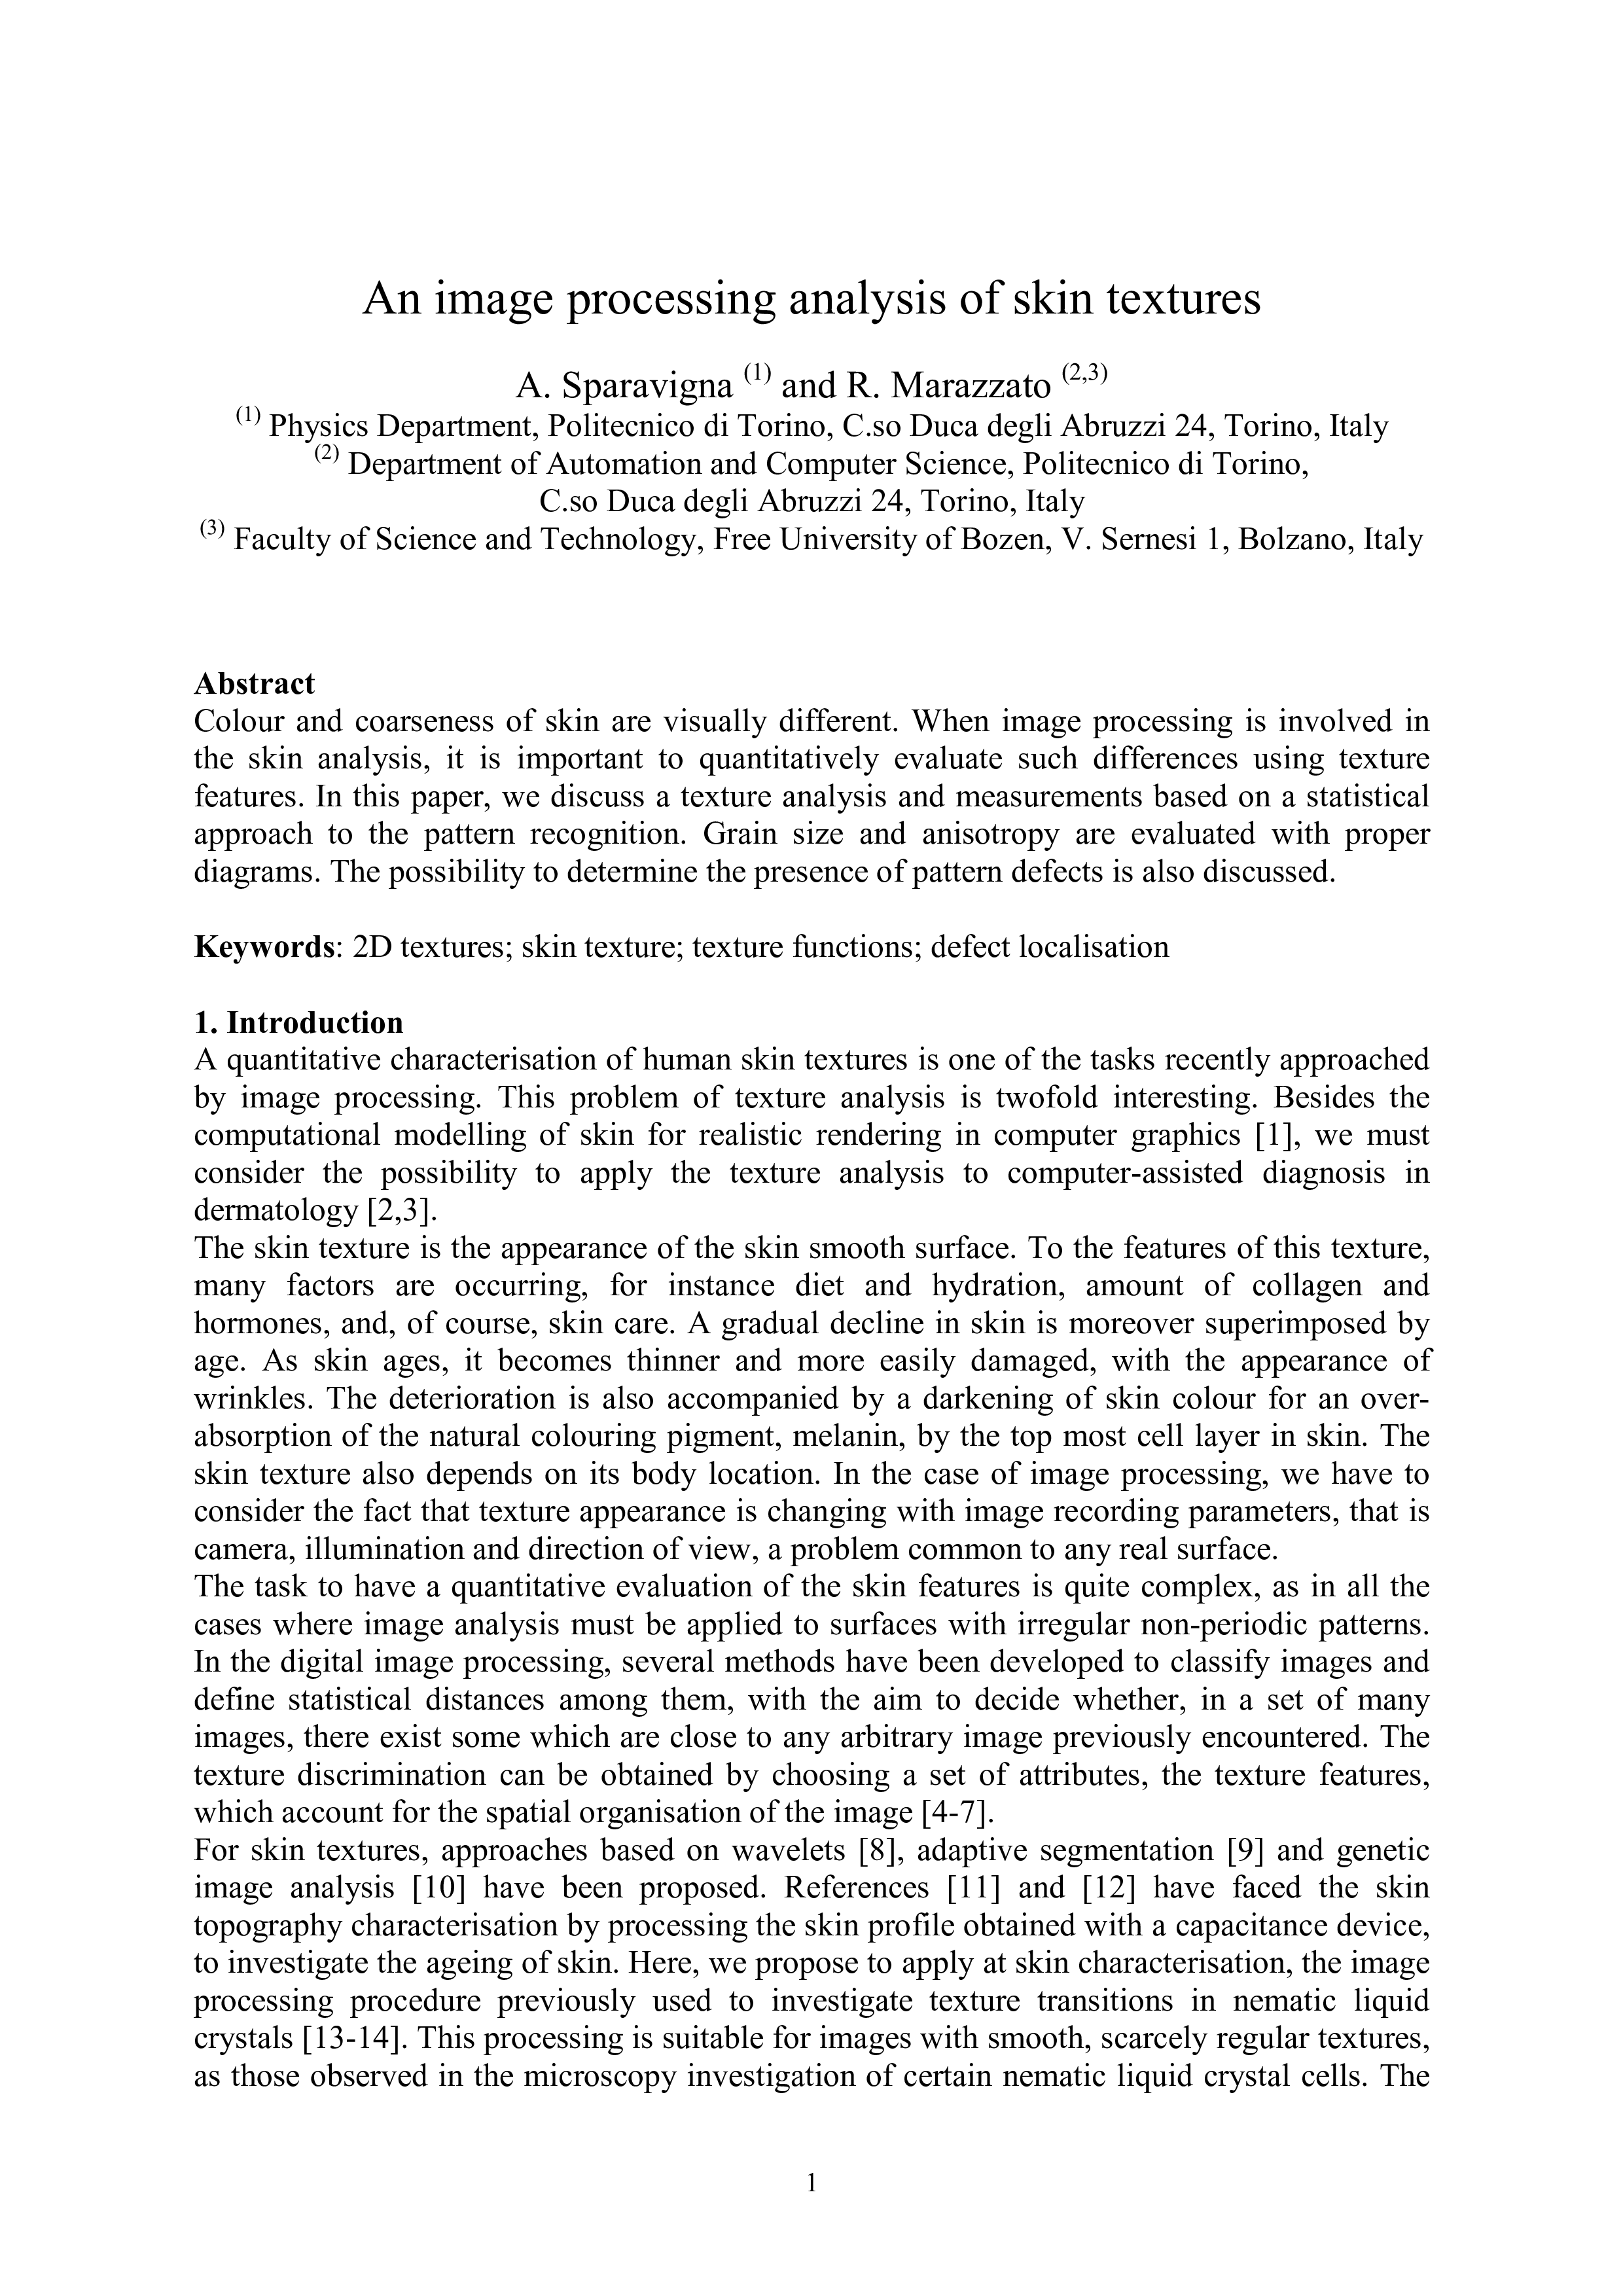 An image processing analysis of skin textures
A. Sparavigna (1) and R. Marazzato (2,3)
(1) Physics Department, Politecnico di Torino, C.so Duca degli Abruzzi 24, Torino, Italy
(2) Department of Automation and Computer Science, Politecnico di Torino,
C.so Duca degli Abruzzi 24, Torino, Italy
(3) Faculty of Science and Technology, Free University of Bozen, V. Sernesi 1, Bolzano, Italy
Abstract
Colour and coarseness of skin are visually different. When image processing is involved in
the skin analysis, it is important to quantitatively evaluate such differences using texture
features. In this paper, we discuss a texture analysis and measurements based on a statistical
approach to the pattern recognition. Grain size and anisotropy are evaluated with proper
diagrams. The possibility to determine the presence of pattern defects is also discussed.
Keywords: 2D textures; skin texture; texture functions; defect localisation
1. Introduction
A quantitative characterisation of human skin textures is one of the tasks recently approached
by image processing. This problem of texture analysis is twofold interesting. Besides the
computational modelling of skin for realistic rendering in computer graphics [1], we must
consider the possibility to apply the texture analysis to computer-assisted diagnosis in
dermatology [2,3].
The skin texture is the appearance of the skin smooth surface. To the features of this texture,
many factors are occurring, for instance diet and hydration, amount of collagen and
hormones, and, of course, skin care. A gradual decline in skin is moreover superimposed by
age. As skin ages, it becomes thinner and more easily damaged, with the appearance of
wrinkles. The deterioration is also accompanied by a darkening of skin colour for an over-
absorption of the natural colouring pigment, melanin, by the top most cell layer in skin. The
skin texture also depends on its body location. In the case of image processing, we have to
consider the fact that texture appearance is changing with image recording parameters, that is
camera, illumination and direction of view, a problem common to any real surface.
The task to have a quantitative evaluation of the skin features is quite complex, as in all the
cases where image analysis must be applied to surfaces with irregular non-periodic patterns.
In the digital image processing, several methods have been developed to classify images and
define statistical distances among them, with the aim to decide whether, in a set of many
images, there exist some which are close to any arbitrary image previously encountered. The
texture discrimination can be obtained by choosing a set of attributes, the texture features,
which account for the spatial organisation of the image [4-7].
For skin textures, approaches based on wavelets [8], adaptive segmentation [9] and genetic
image analysis [10] have been proposed. References [11] and [12] have faced the skin
topography characterisation by processing the skin profile obtained with a capacitance device,
to investigate the ageing of skin. Here, we propose to apply at skin characterisation, the image
processing procedure previously used to investigate texture transitions in nematic liquid
crystals [13-14]. This processing is suitable for images with smooth, scarcely regular textures,
as those observed in the microscopy investigation of certain nematic liquid crystal cells. The
1